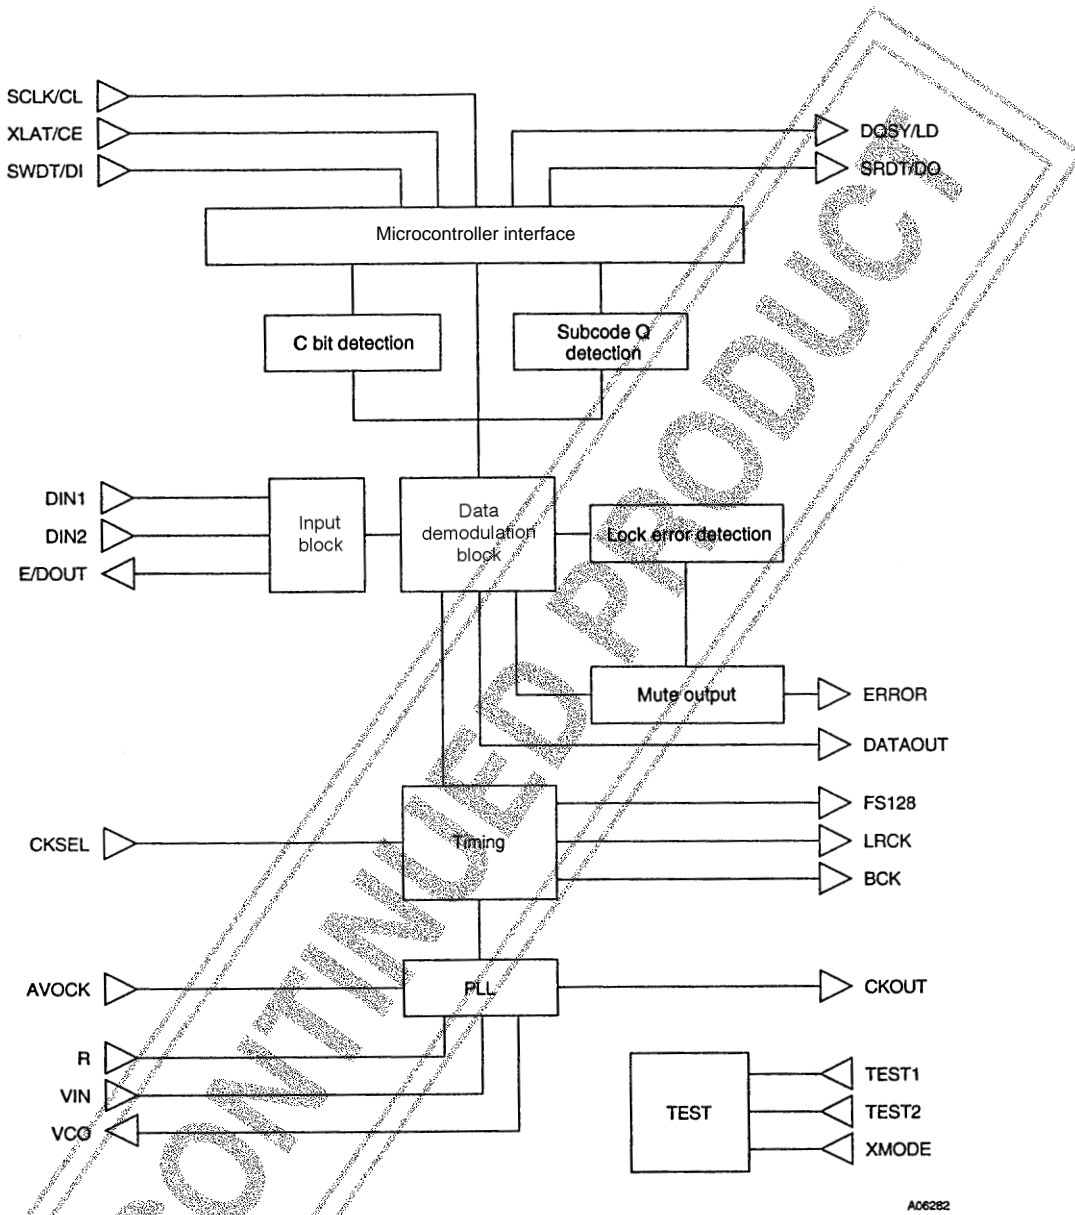 SCLK/CL
XLAT/CE
SWDT/DI
DQSY/LD
SRDT/DO
Microcontroller interface
C bit detection
Subcode Q
detection
DIN1
DIN2
E/DOUT
Input
block
Data
demodulation
block
Lock error detection
Mute output
ERROR
DATAOUT
CKSEL
Timing
FS128
LRCK
BCK
AVOCK
PLL
CKOUT
R
VIN
VCO
TEST
TEST1
TEST2
XMODE
ONTINUED PRODUCT
A06282